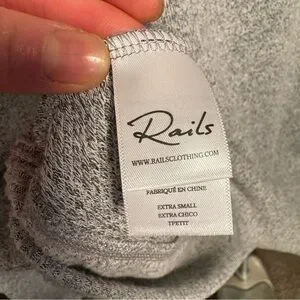 Rails
WWW.RAILSCLOTHING.COM
FABRIQUÉ EN CHINE
EXTRA SMALL
EXTRA CHICO
TPETIT